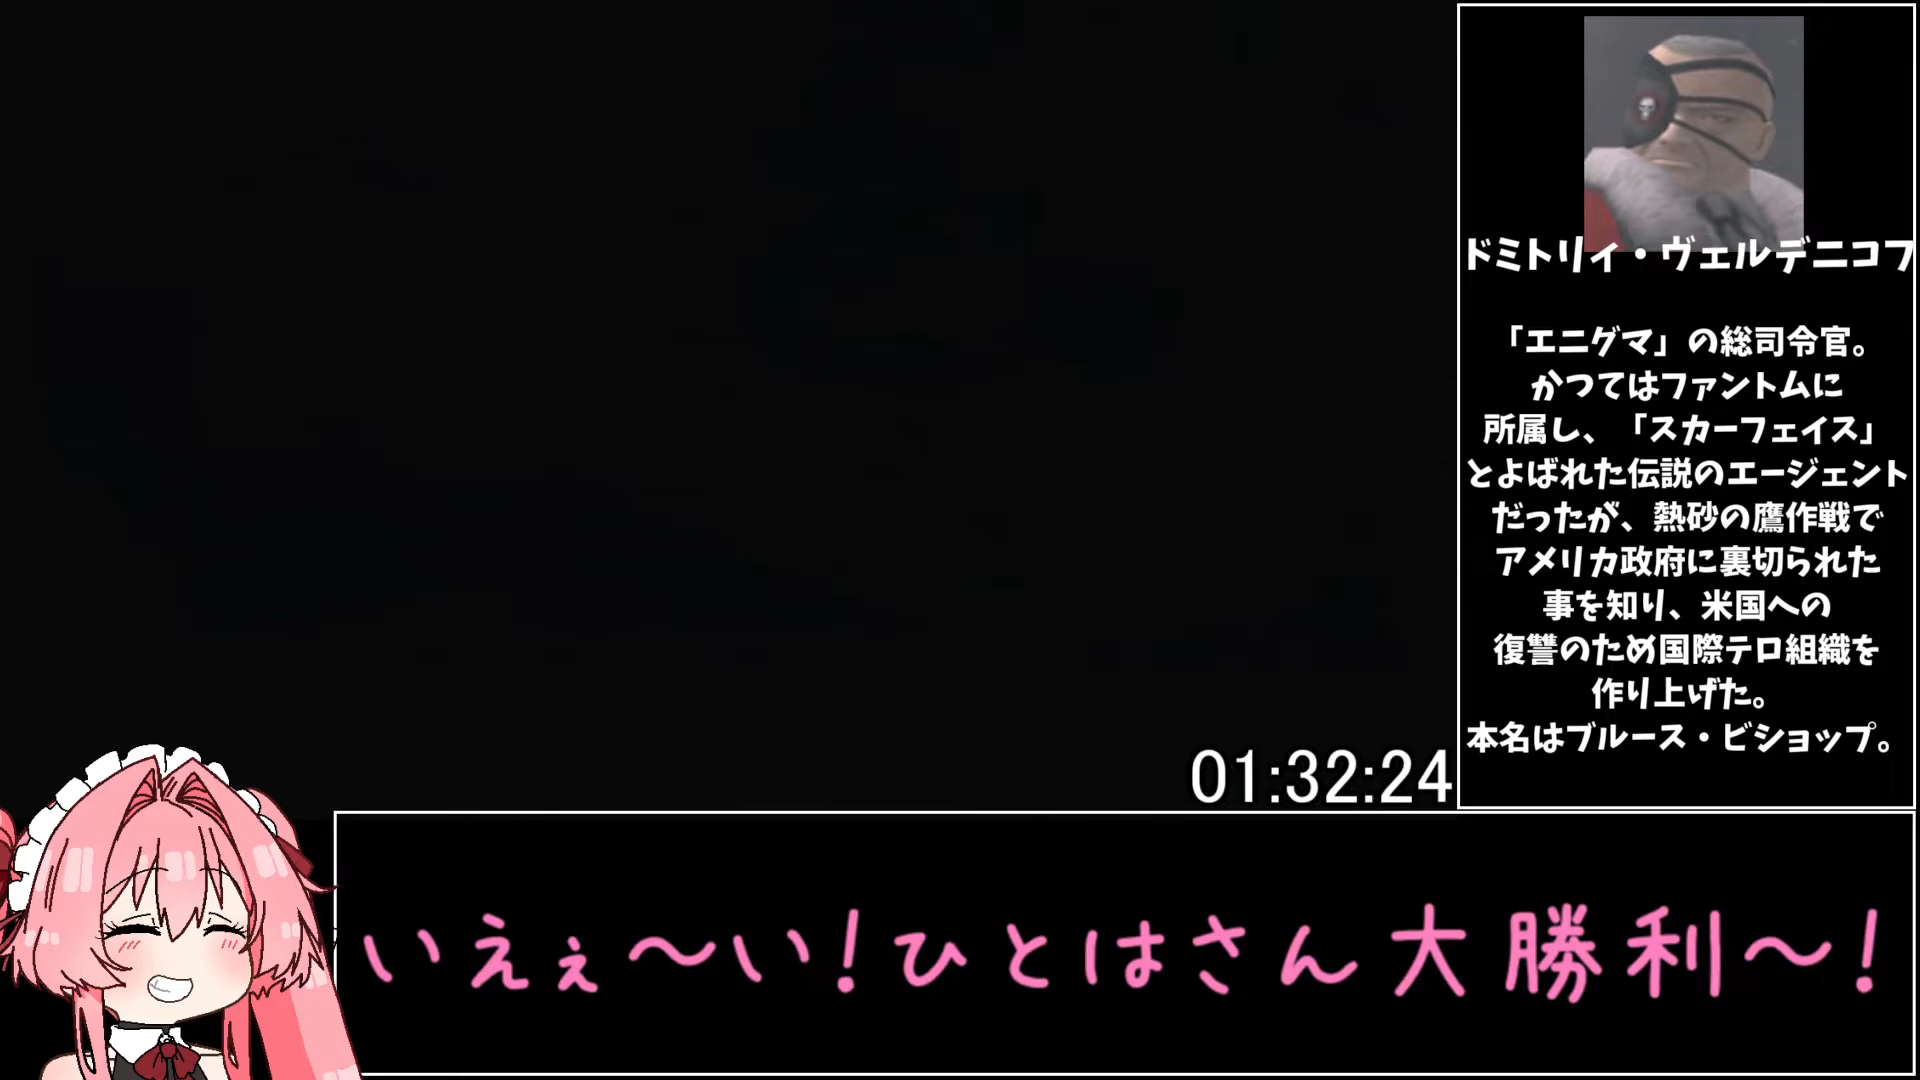 ドミトリィ・ヴェルデニコフ
「エニグマ」の総司令官。
かつてはファントムに
所属し、「スカーフェイス」
とよばれた伝説のエージェント
だったが、熱砂の鷹作戦で
アメリカ政府に裏切られた
事を知り、米国への
復讐のため国際テロ組織を
作り上げた。
本名はブルース・ビショップ。
01:32:24
いえぇ～い！ひとはさん大勝利～！